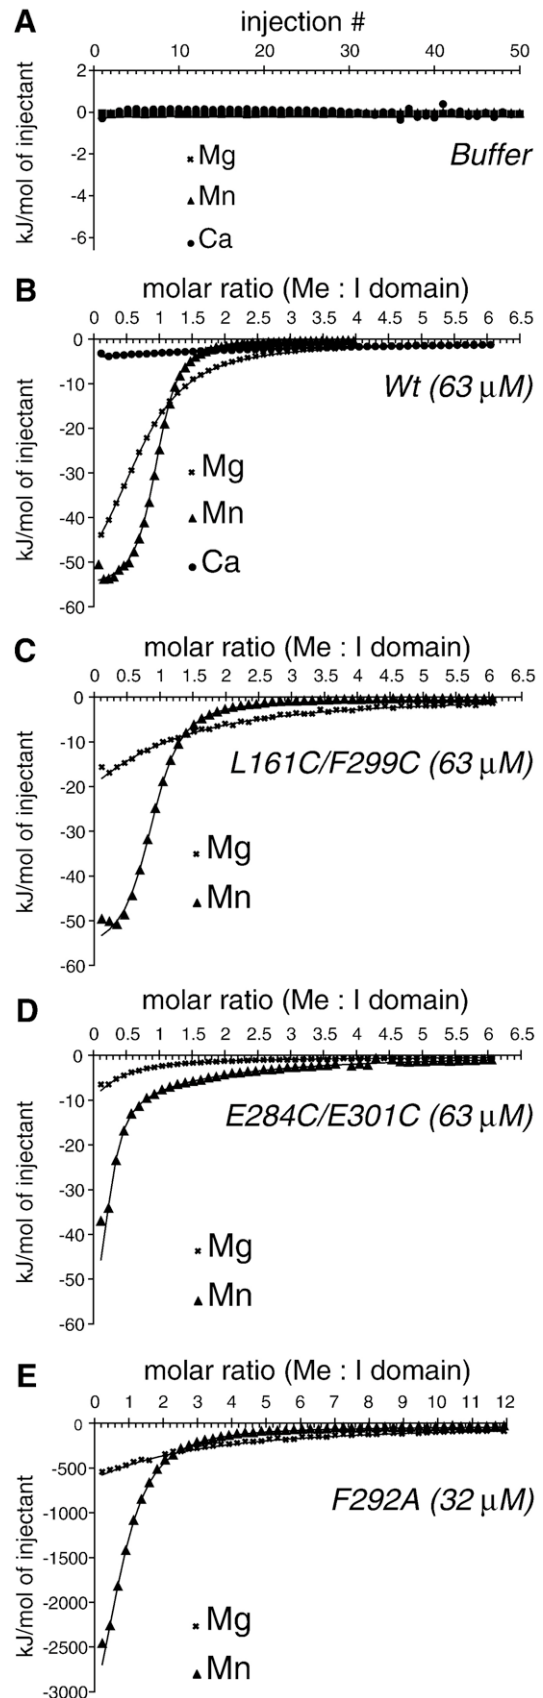 A
injection #
0 10 20 30 40 50
2
0
-2
-4
-6
kJ/mol of injectant
Buffer
Mg
Mn
Ca
B
molar ratio (Me : I domain)
0 0.5 1 1.5 2 2.5 3 3.5 4 4.5 5 5.5 6 6.5
0
-10
-20
-30
-40
-50
-60
kJ/mol of injectant
Wt (63 µM)
Mg
Mn
Ca
C
molar ratio (Me : I domain)
0 0.5 1 1.5 2 2.5 3 3.5 4 4.5 5 5.5 6 6.5
0
-10
-20
-30
-40
-50
-60
kJ/mol of injectant
L161C/F299C (63 µM)
Mg
Mn
D
molar ratio (Me : I domain)
0 0.5 1 1.5 2 2.5 3 3.5 4 4.5 5 5.5 6 6.5
0
-10
-20
-30
-40
-50
-60
kJ/mol of injectant
E284C/E301C (63 µM)
Mg
Mn
E
molar ratio (Me : I domain)
0 1 2 3 4 5 6 7 8 9 10 11 12
0
-500
-1000
-1500
-2000
-2500
-3000
kJ/mol of injectant
F292A (32 µM)
Mg
Mn